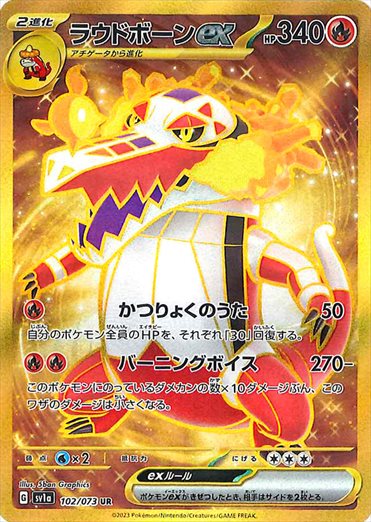 2進化
ラウドボーンex
HP340
アチゲータから進化
かつりょくのうた 50
自分のポケモン全員のHPを、それぞれ「30」回復する。
バーニングボイス 270-
このポケモンにのっているダメカンの数×10ダメージぶん、この
ワザのダメージは小さくなる。
弱点 ×2 抵抗力 にげる
exルール
ポケモンexがきぜつしたとき、相手はサイドを2枚とる。
Illus. 5ban Graphics
G sv1a 102/073 UR
©2023 Pokémon/Nintendo/Creatures/GAME FREAK.